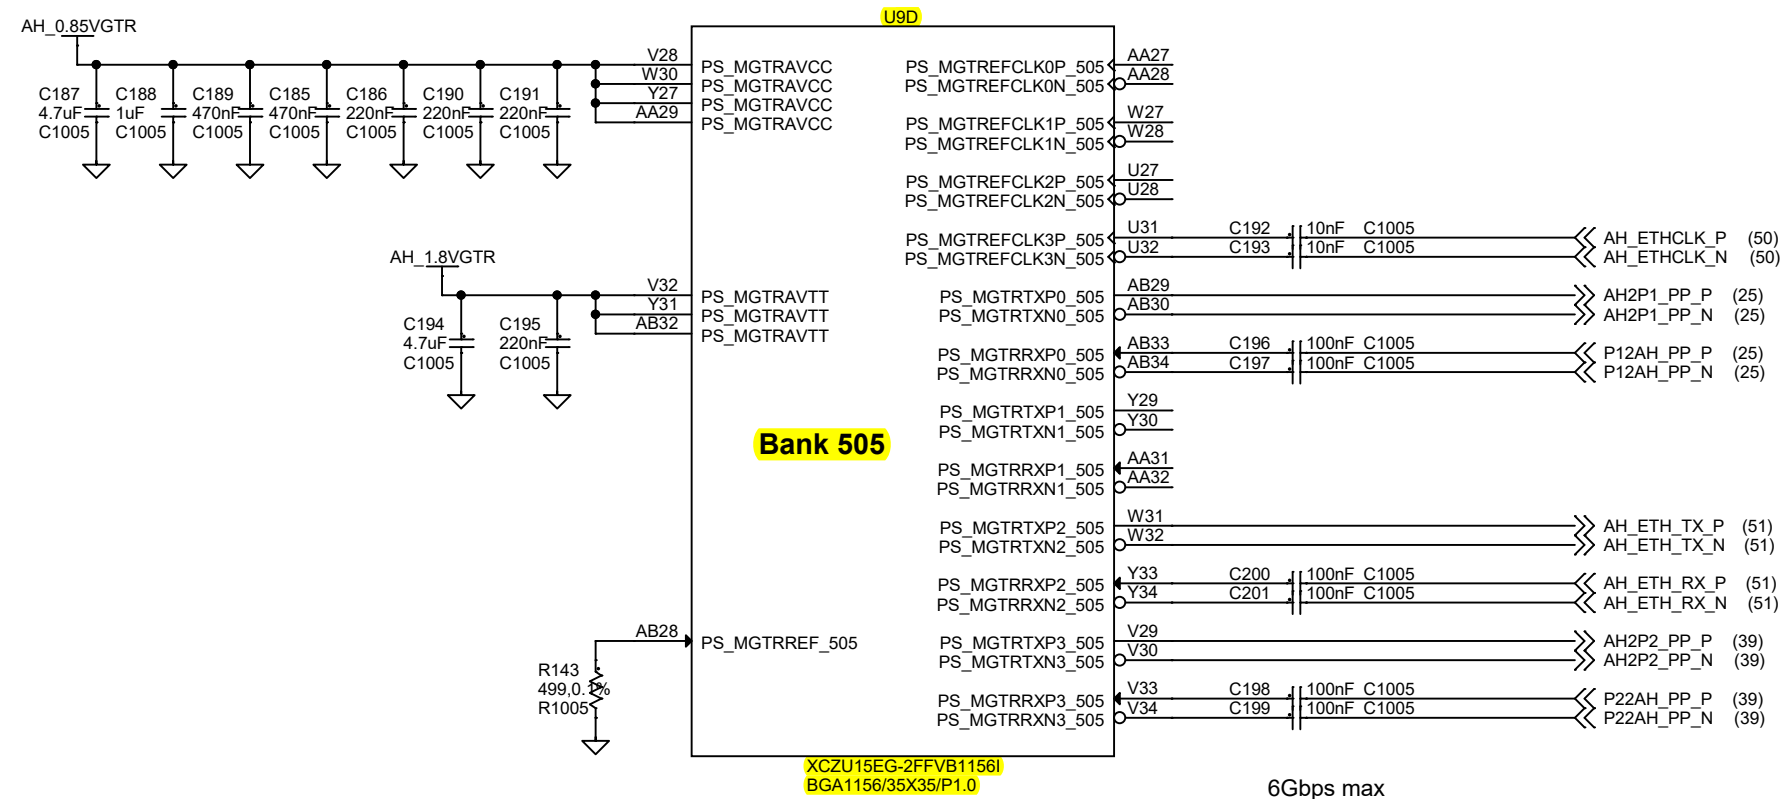 U9D
AH_0.85VGTR
C187
4.7uF
C1005
C188
1uF
C1005
C189
470nF
C1005
C185
470nF
C1005
C186
220nF
C1005
C190
220nF
C1005
C191
220nF
C1005
V28 PS_MGTRAVCC
W30 PS_MGTRAVCC
Y27 PS_MGTRAVCC
AA29 PS_MGTRAVCC
AH_1.8VGTR
C194
4.7uF
C1005
C195
220nF
C1005
V32 PS_MGTRAVTT
Y31 PS_MGTRAVTT
AB32 PS_MGTRAVTT
Bank 505
AB28 PS_MGTRREF_505
R143
499,0.1%
R1005
PS_MGTREFCLK0P_505 AA27
PS_MGTREFCLK0N_505 AA28
PS_MGTREFCLK1P_505 W27
PS_MGTREFCLK1N_505 W28
PS_MGTREFCLK2P_505 U27
PS_MGTREFCLK2N_505 U28
PS_MGTREFCLK3P_505 U31 C192 10nF C1005 AH_ETHCLK_P (50)
PS_MGTREFCLK3N_505 U32 C193 10nF C1005 AH_ETHCLK_N (50)
PS_MGTRTXP0_505 AB29 AH2P1_PP_P (25)
PS_MGTRTXN0_505 AB30 AH2P1_PP_N (25)
PS_MGTRRXP0_505 AB33 C196 100nF C1005 P12AH_PP_P (25)
PS_MGTRRXN0_505 AB34 C197 100nF C1005 P12AH_PP_N (25)
PS_MGTRTXP1_505 Y29
PS_MGTRTXN1_505 Y30
PS_MGTRRXP1_505 AA31
PS_MGTRRXN1_505 AA32
PS_MGTRTXP2_505 W31 AH_ETH_TX_P (51)
PS_MGTRTXN2_505 W32 AH_ETH_TX_N (51)
PS_MGTRRXP2_505 Y33 C200 100nF C1005 AH_ETH_RX_P (51)
PS_MGTRRXN2_505 Y34 C201 100nF C1005 AH_ETH_RX_N (51)
PS_MGTRTXP3_505 V29 AH2P2_PP_P (39)
PS_MGTRTXN3_505 V30 AH2P2_PP_N (39)
PS_MGTRRXP3_505 V33 C198 100nF C1005 P22AH_PP_P (39)
PS_MGTRRXN3_505 V34 C199 100nF C1005 P22AH_PP_N (39)
XCZU15EG-2FFVB1156I
BGA1156/35X35/P1.0
6Gbps max